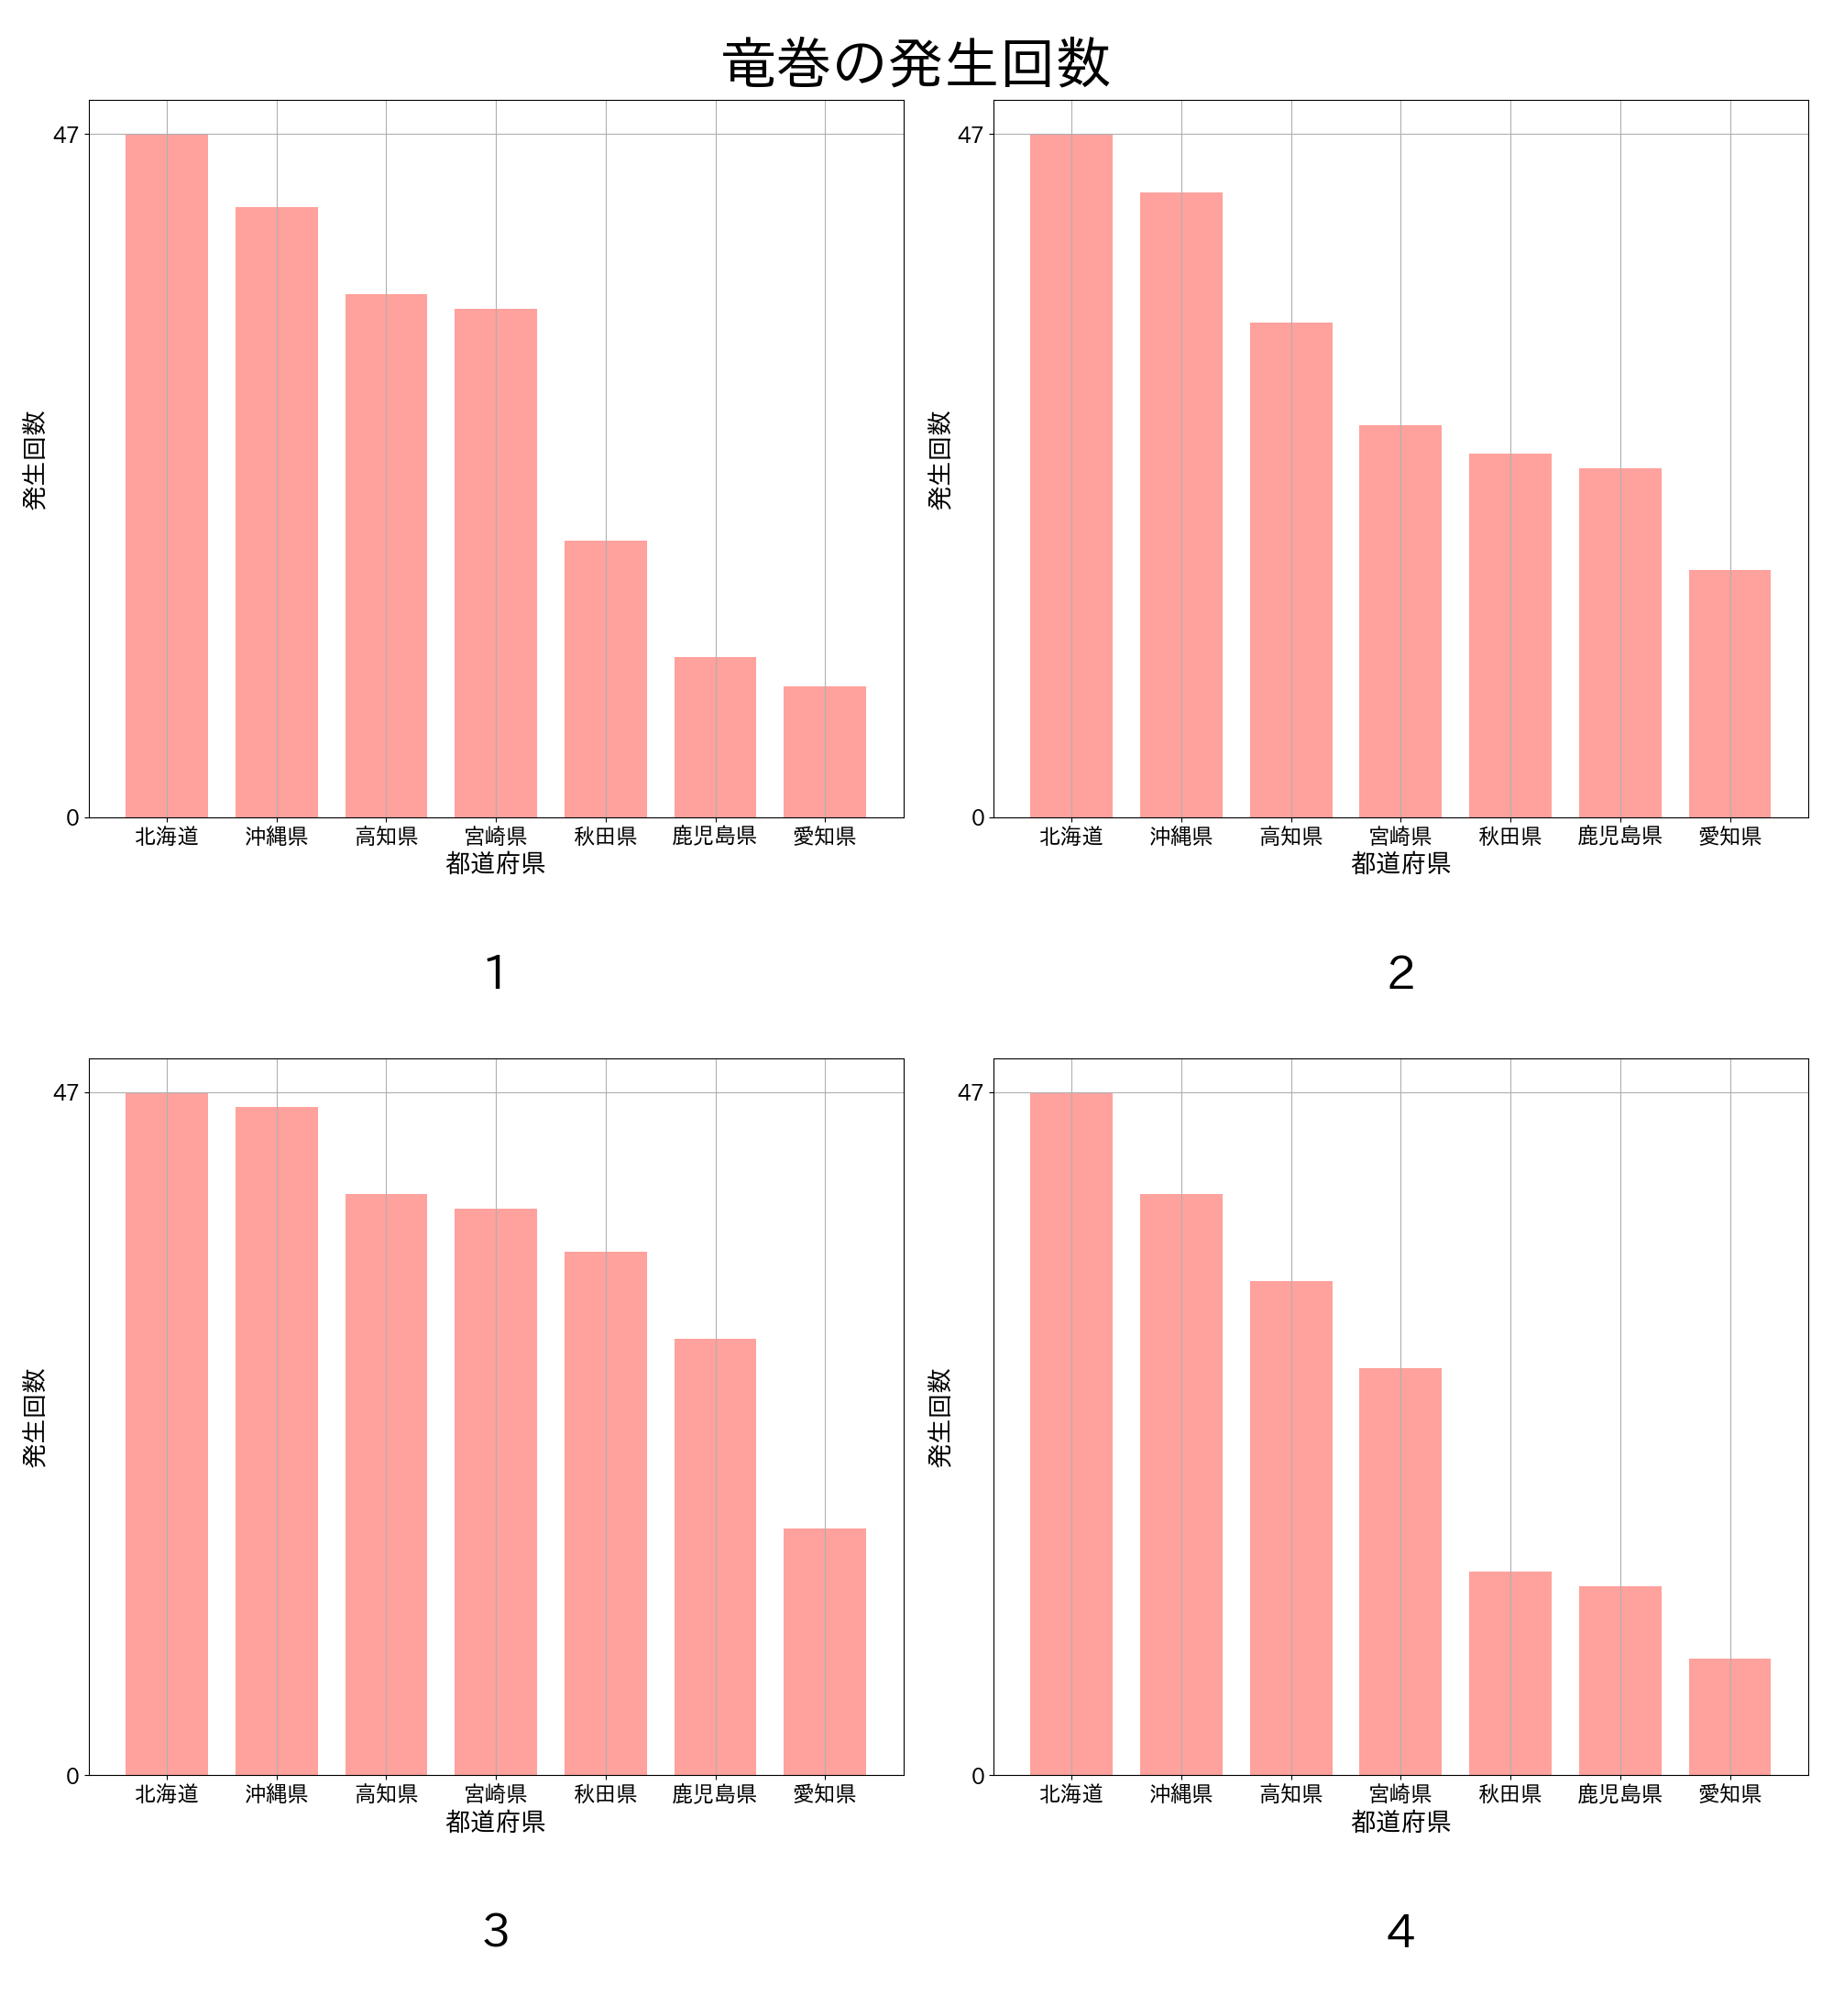 竜巻の発生回数
47
0
発生回数
北海道 沖縄県 高知県 宮崎県 秋田県 鹿児島県 愛知県
都道府県
1
47
0
発生回数
北海道 沖縄県 高知県 宮崎県 秋田県 鹿児島県 愛知県
都道府県
2
47
0
発生回数
北海道 沖縄県 高知県 宮崎県 秋田県 鹿児島県 愛知県
都道府県
3
47
0
発生回数
北海道 沖縄県 高知県 宮崎県 秋田県 鹿児島県 愛知県
都道府県
4